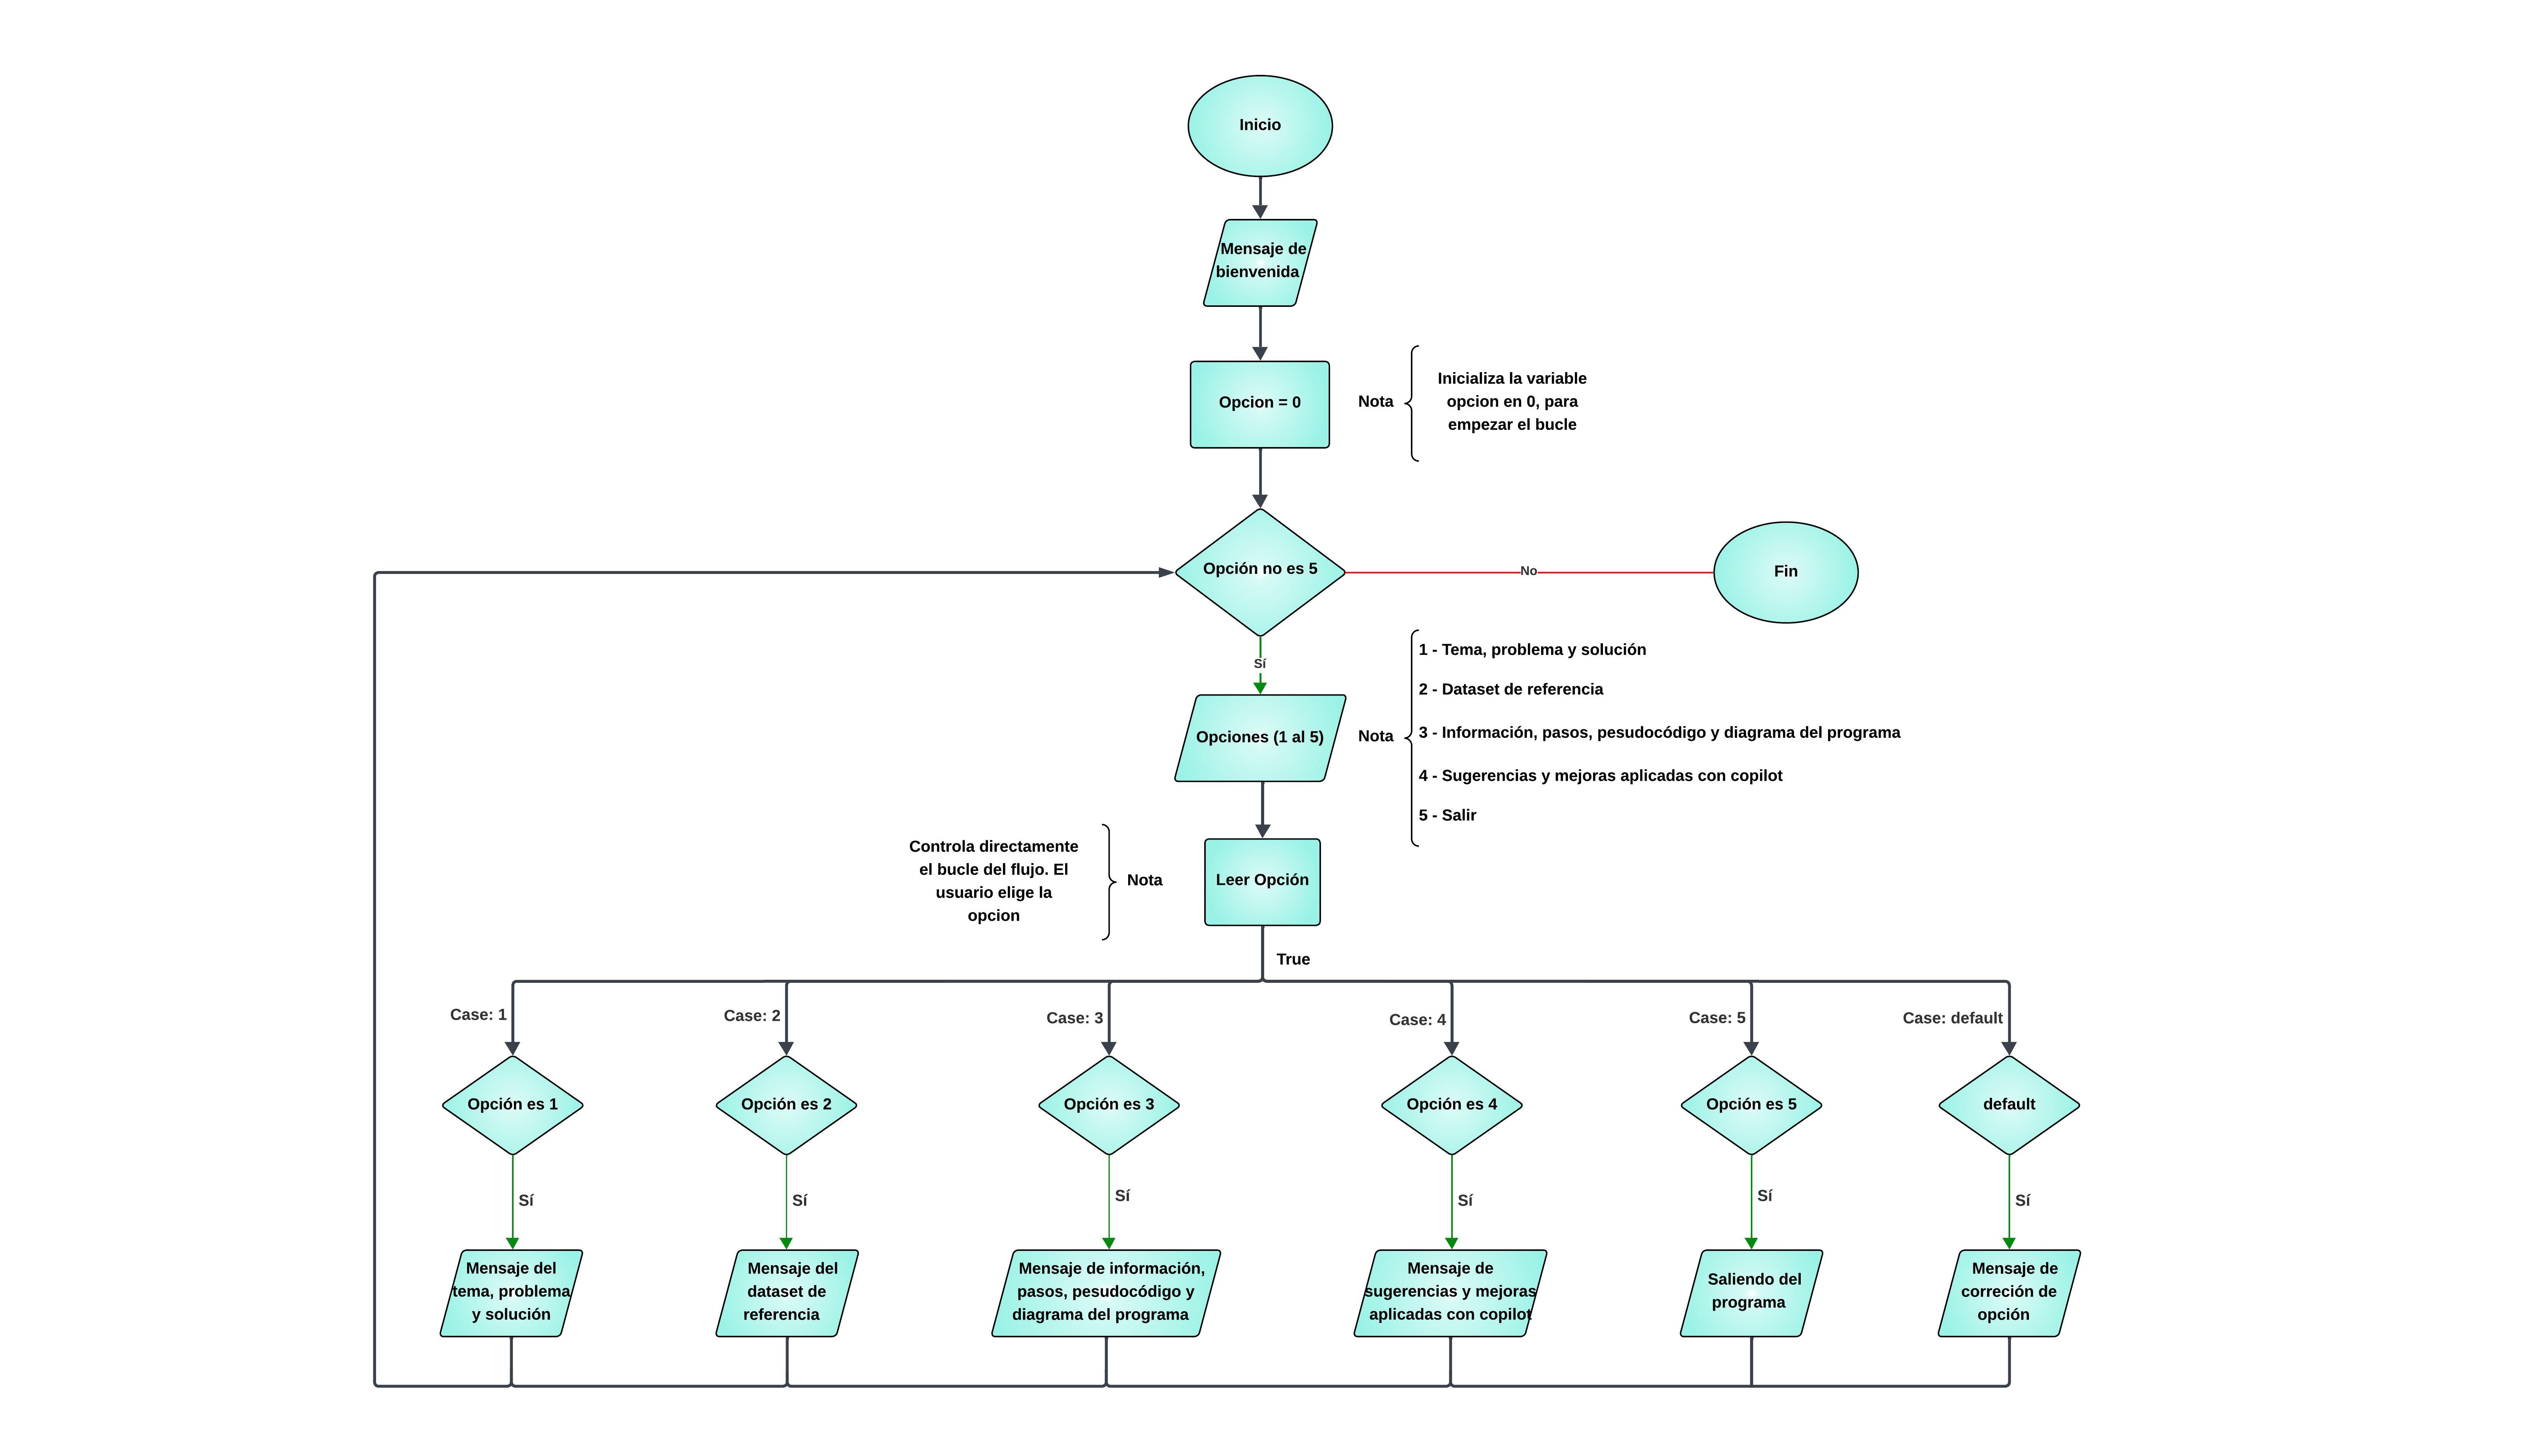 Inicio
Mensaje de
bienvenida
Opcion = 0
Nota
Inicializa la variable
opcion en 0, para
empezar el bucle
Opción no es 5
No
Fin
Sí
Opciones (1 al 5)
Nota
1 - Tema, problema y solución
2 - Dataset de referencia
3 - Información, pasos, pesudocódigo y diagrama del programa
4 - Sugerencias y mejoras aplicadas con copilot
5 - Salir
Controla directamente
el bucle del flujo. El
usuario elige la
opcion
Nota
Leer Opción
True
Case: 1
Case: 2
Case: 3
Case: 4
Case: 5
Case: default
Opción es 1
Opción es 2
Opción es 3
Opción es 4
Opción es 5
default
Sí
Sí
Sí
Sí
Sí
Sí
Mensaje del
tema, problema
y solución
Mensaje del
dataset de
referencia
Mensaje de información,
pasos, pesudocódigo y
diagrama del programa
Mensaje de
sugerencias y mejoras
aplicadas con copilot
Saliendo del
programa
Mensaje de
correción de
opción